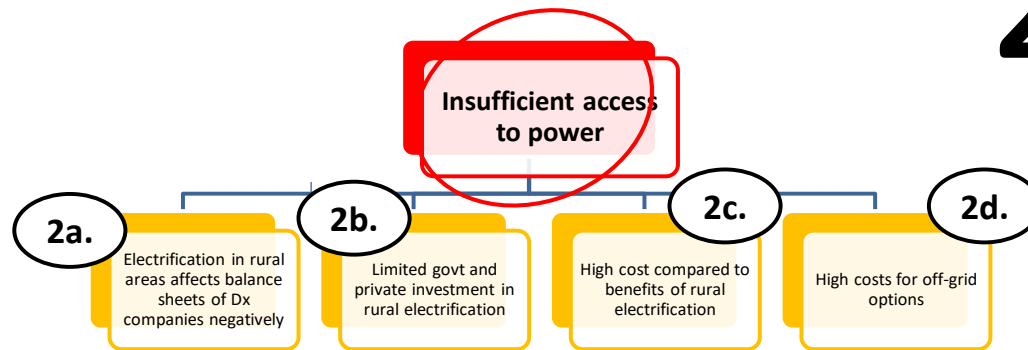 Insufficient access
to power
2a.
Electrification in rural
areas affects balance
sheets of Dx
companies negatively
2b.
Limited govt and
private investment in
rural electrification
2c.
High cost compared to
benefits of rural
electrification
2d.
High costs for off-grid
options